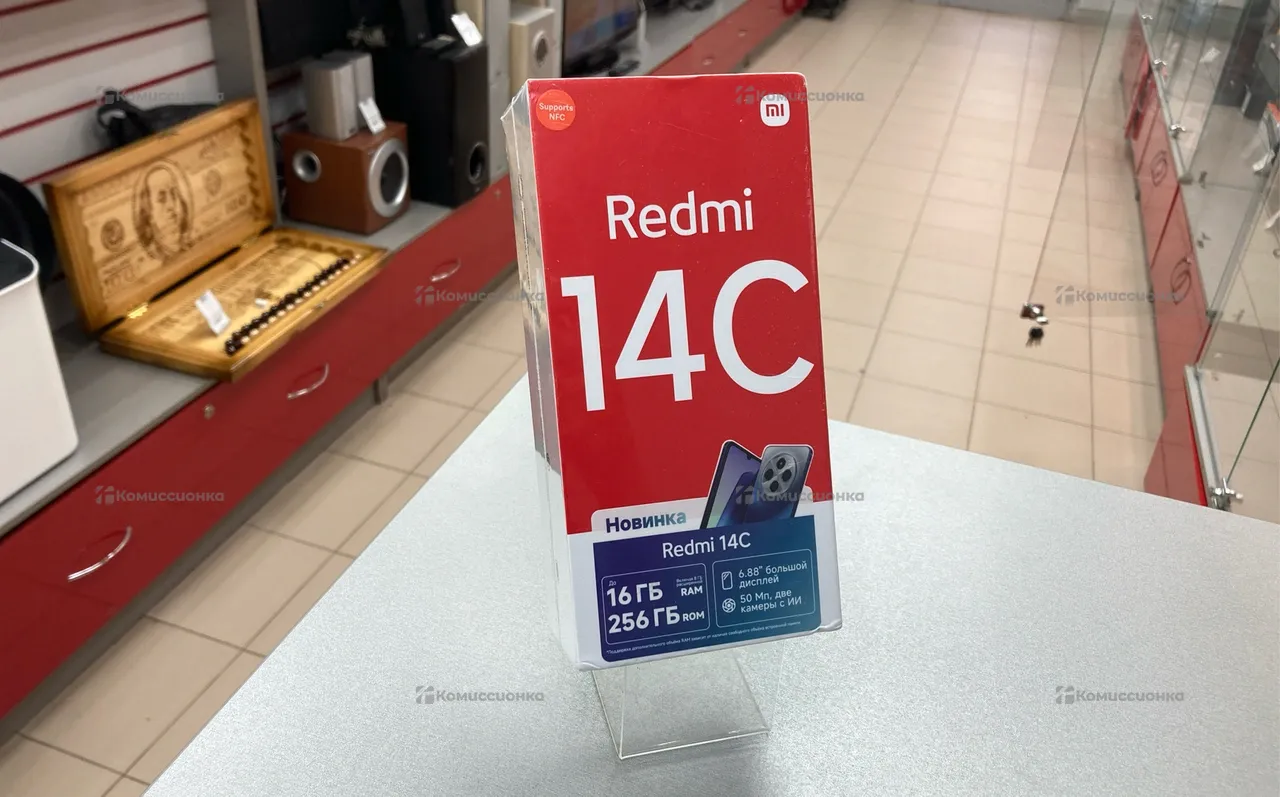 Supports
NFC
mi
Redmi
14C
Новинка
Redmi 14C
До
16 ГБ
RAM
256 ГБ ROM
6.88" большой
дисплей
50 Мп, две
камеры с ИИ
Комиссионка
Комиссионка
Комиссионка
Комиссионка
Комиссионка
Комиссионка
Комиссионка
Комиссионка